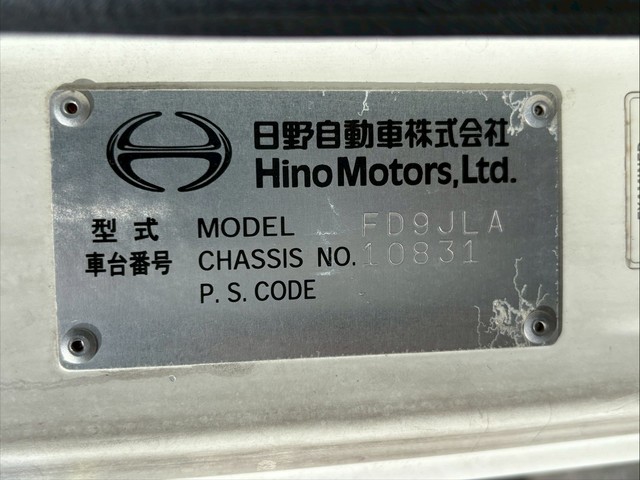 日野自動車株式会社
Hino Motors, Ltd.
型式 MODEL FD9JLA
車台番号 CHASSIS NO. 10831
P. S. CODE